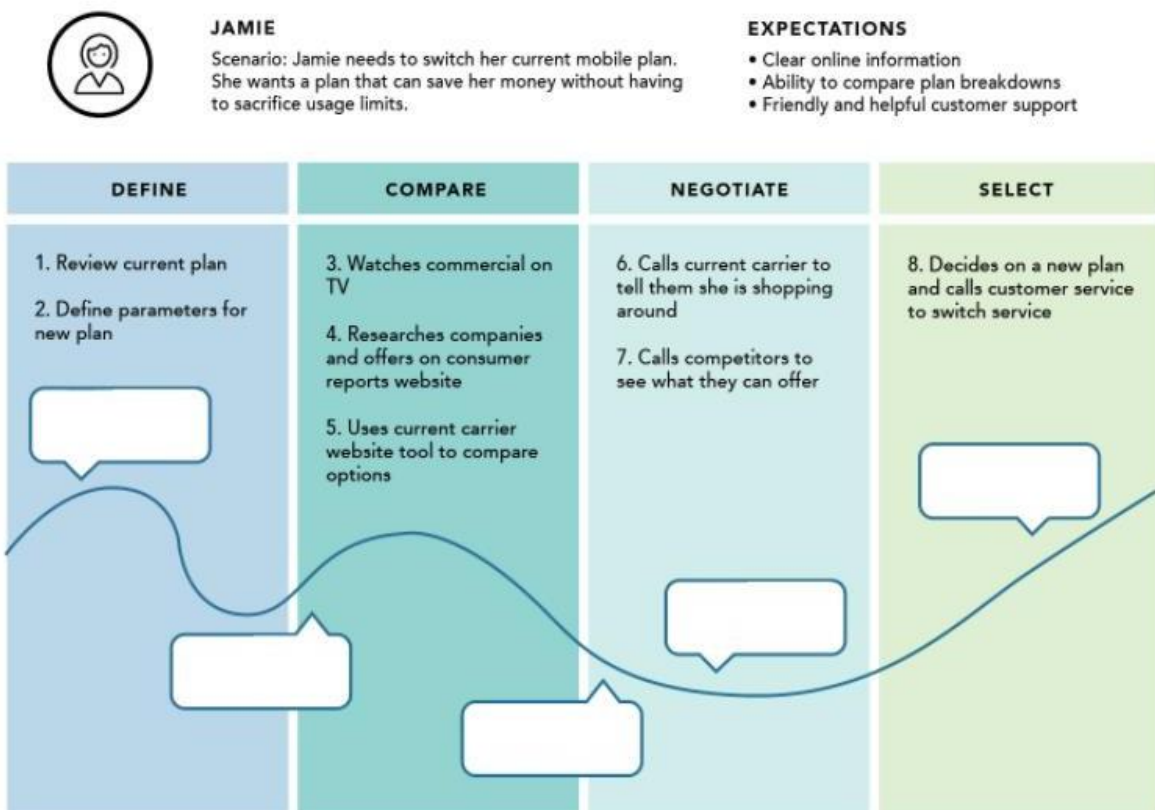 JAMIE
Scenario: Jamie needs to switch her current mobile plan.
She wants a plan that can save her money without having
to sacrifice usage limits.
EXPECTATIONS
• Clear online information
• Ability to compare plan breakdowns
• Friendly and helpful customer support
DEFINE
1. Review current plan
2. Define parameters for
new plan
COMPARE
3. Watches commercial on
TV
4. Researches companies
and offers on consumer
reports website
5. Uses current carrier
website tool to compare
options
NEGOTIATE
6. Calls current carrier to
tell them she is shopping
around
7. Calls competitors to
see what they can offer
SELECT
8. Decides on a new plan
and calls customer service
to switch service